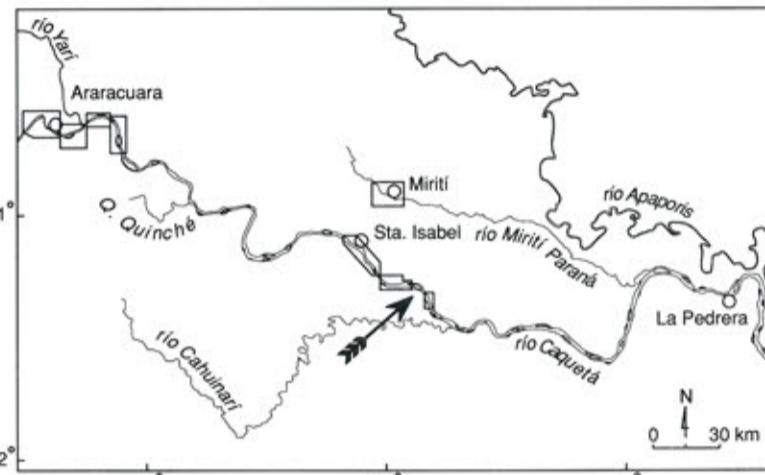 río Yarí
Araracuara
Q. Quinché
1°
Mirití
Sta. Isabel
río Mirití Paraná
río Apaporis
La Pedrera
río Caquetá
río Cahuinarí
N
0 30 km
2°